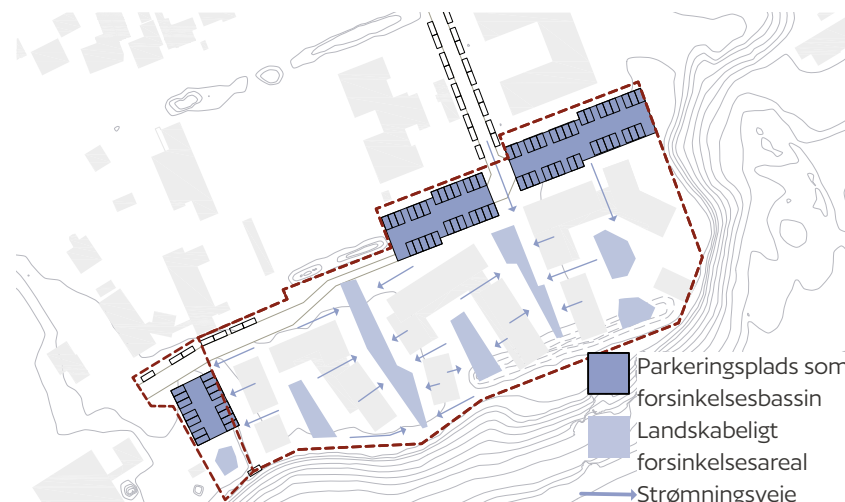 Parkeringsplads som
forsinkelsesbassin
Landskabeligt
forsinkelsesareal
Strømningsveje